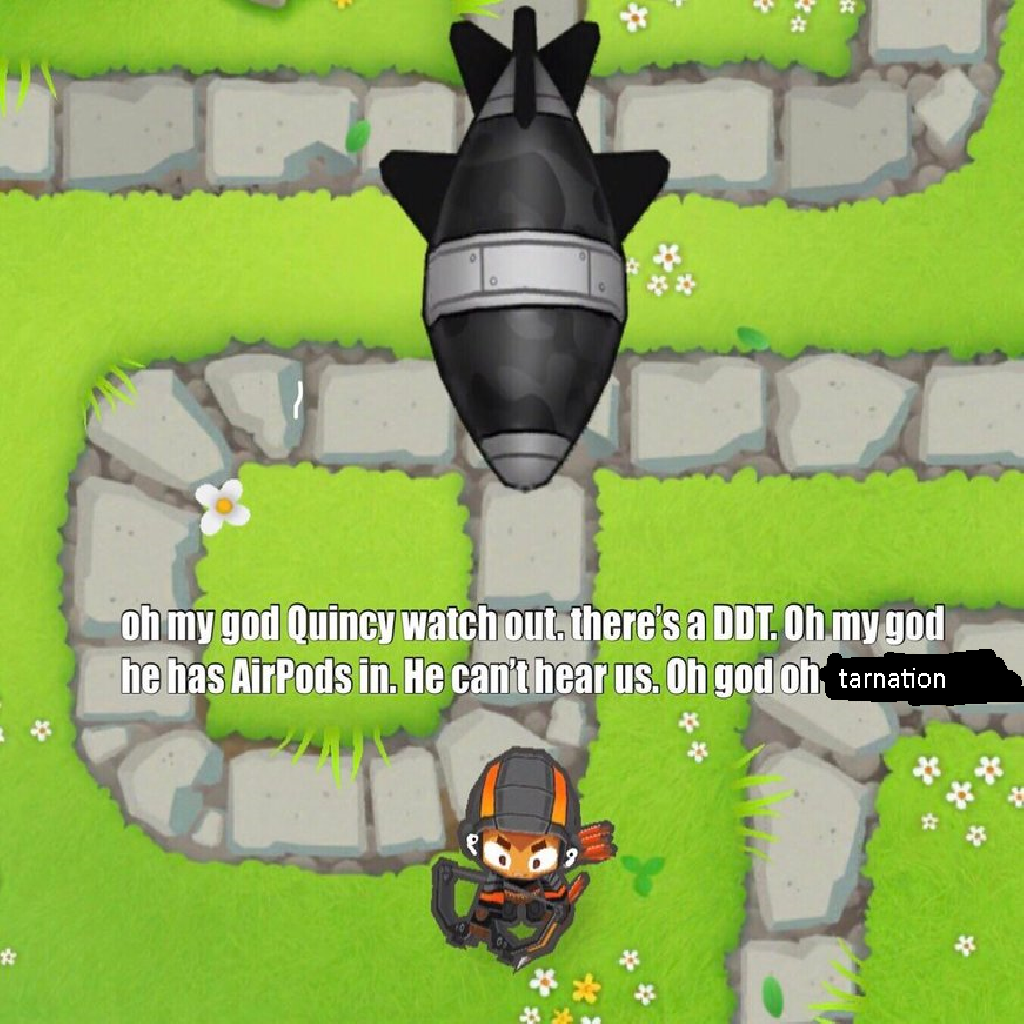 oh my god Quincy watch out. there's a DDT. Oh my god
he has AirPods in. He can't hear us. Oh god oh tarnation